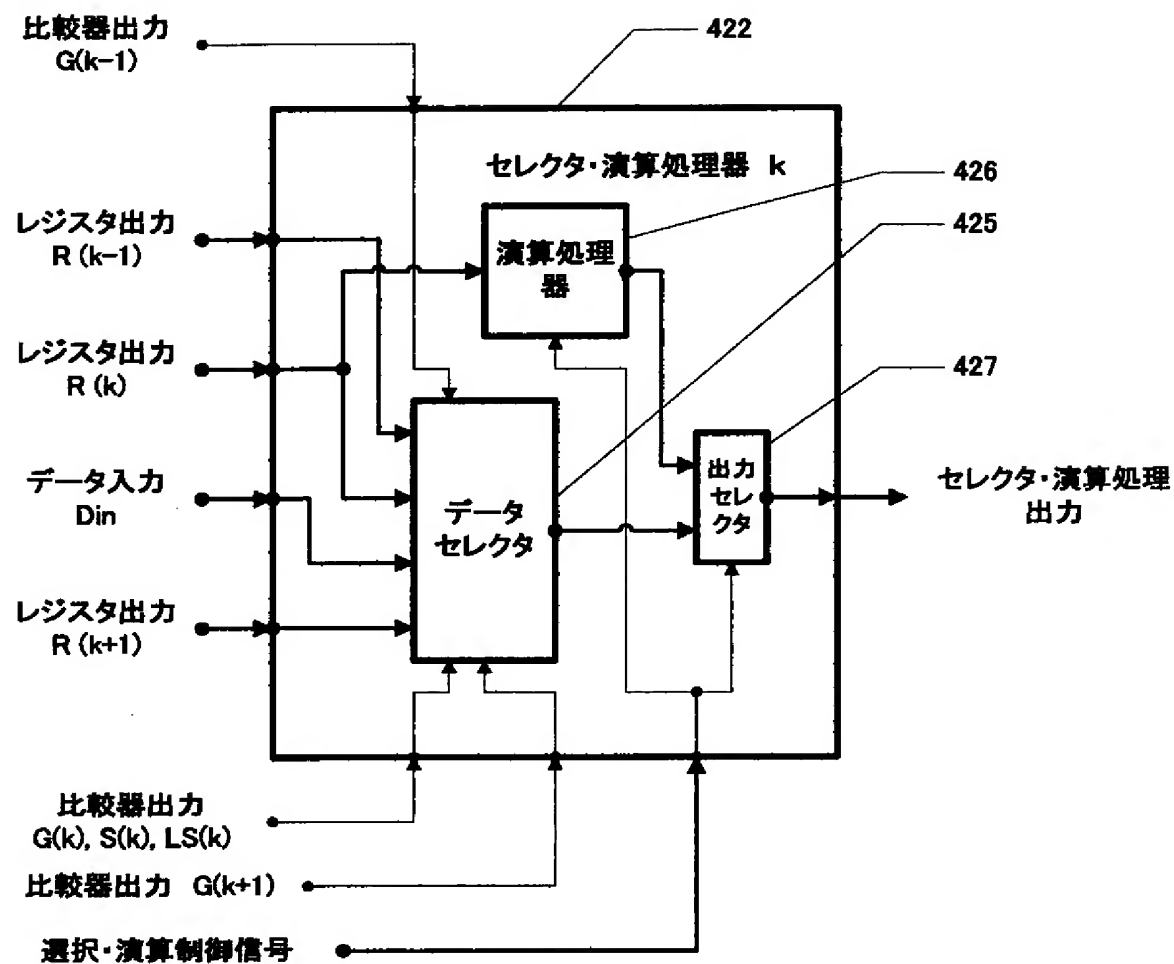 比較器出力
G(k-1)
422
セレクタ・演算処理器 k
426
425
レジスタ出力
R (k-1)
演算処理
器
レジスタ出力
R (k)
427
データ入力
Din
データ
セレクタ
出力
セレ
クタ
セレクタ・演算処理
出力
レジスタ出力
R (k+1)
比較器出力
G(k), S(k), LS(k)
比較器出力 G(k+1)
選択・演算制御信号